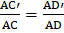 AC′/AC = AD′/AD